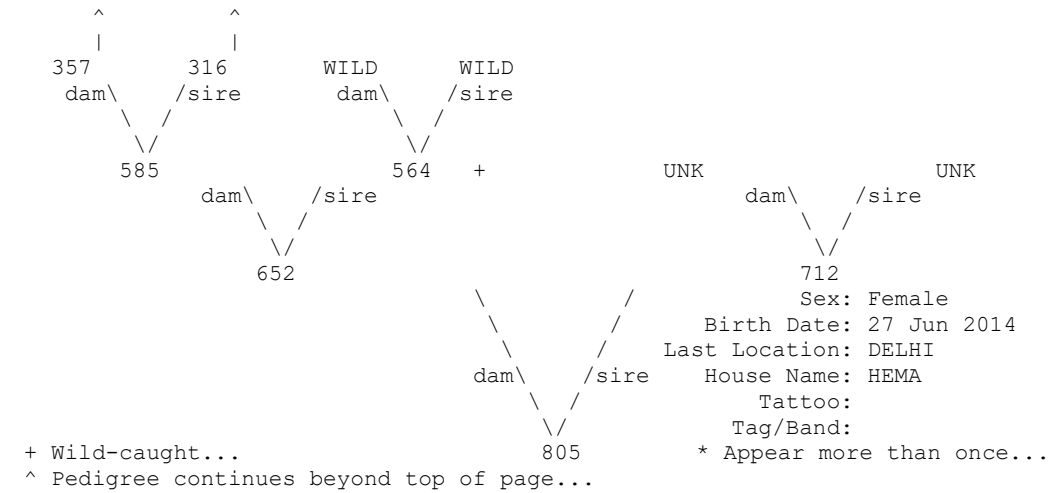 ^ ^
| |
357 316 WILD WILD
dam\ /sire dam\ /sire
\ / \ /
\/ \/
585 564 + UNK UNK
dam\ /sire dam\ /sire
\ / \ /
\/ \/
652 712
\ / Sex: Female
\ / Birth Date: 27 Jun 2014
\ / Last Location: DELHI
dam\ /sire House Name: HEMA
\ / Tattoo:
\/ Tag/Band:
+ Wild-caught... 805 * Appear more than once...
^ Pedigree continues beyond top of page...